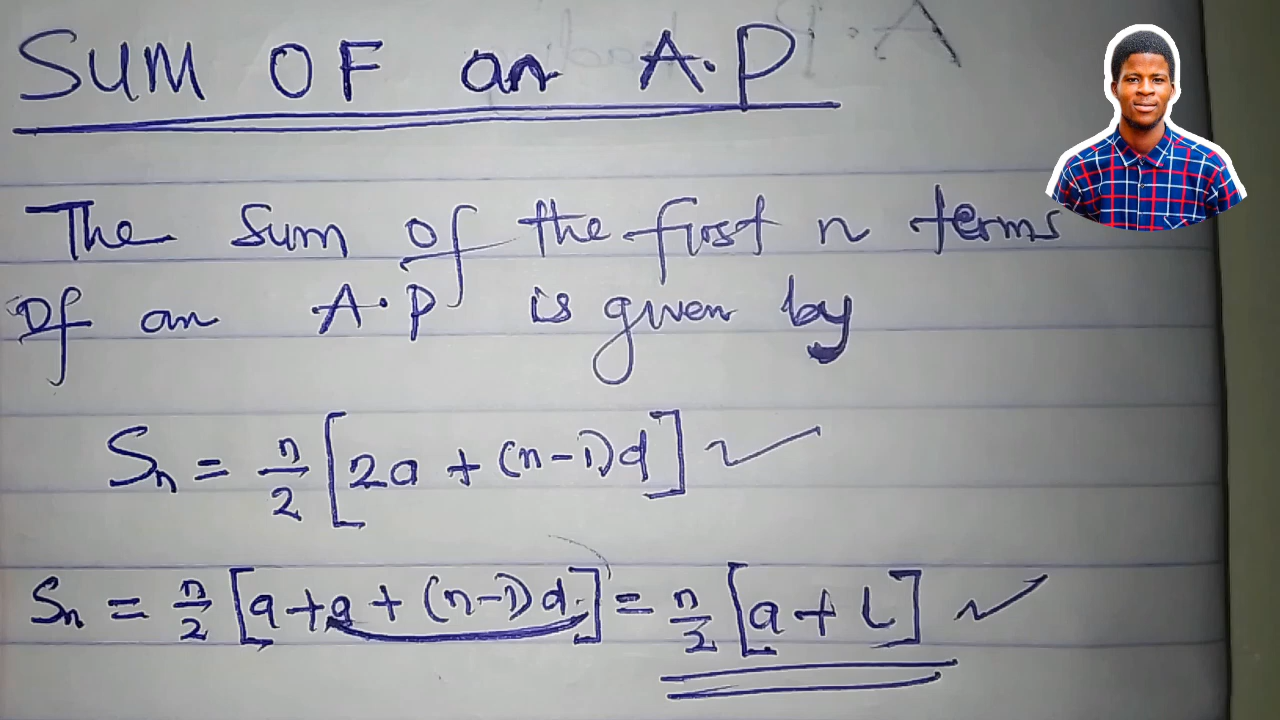 SUM OF an A.P
The Sum of the first n terms
Of an A.P is given by
Sn = n/2 [2a + (n-1)d] ✓
Sn = n/2 [a + a + (n-1)d] = n/2 [a + l] ✓